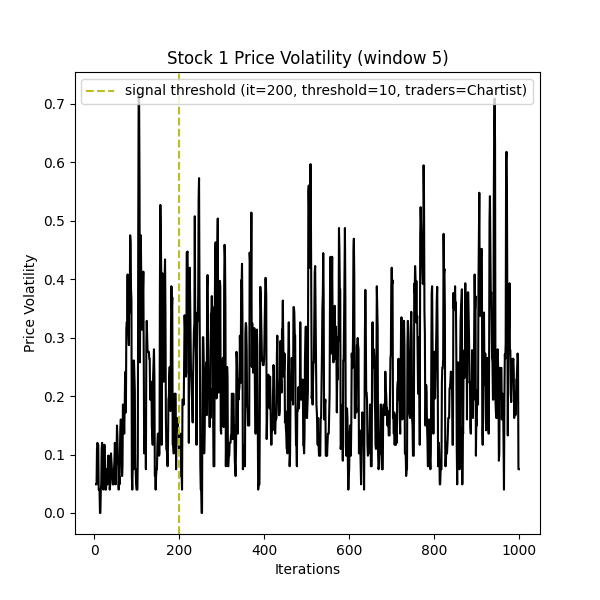 Stock 1 Price Volatility (window 5)
signal threshold (it=200, threshold=10, traders=Chartist)
Price Volatility
0.7
0.6
0.5
0.4
0.3
0.2
0.1
0.0
0 200 400 600 800 1000
Iterations